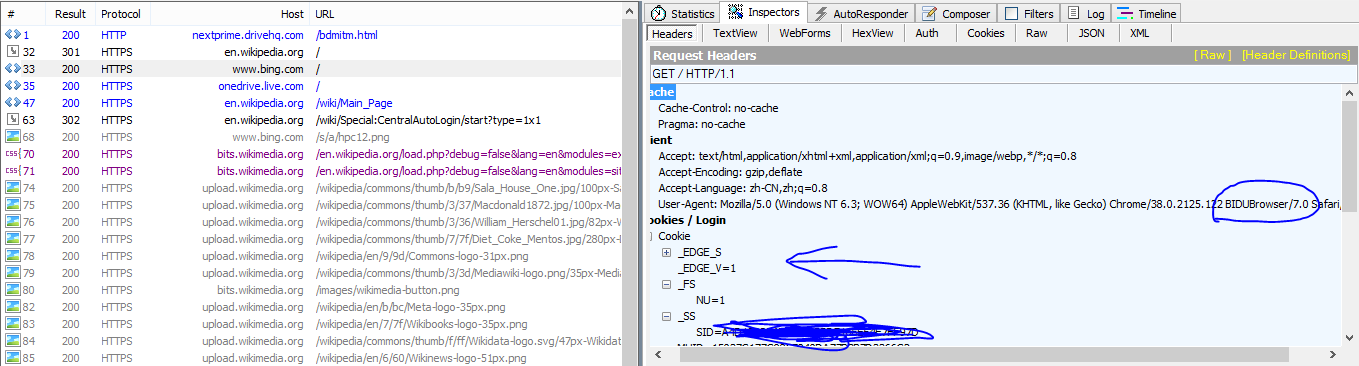 # Result Protocol Host URL
1 200 HTTP nextprime.drivehq.com /bdmitm.html
32 301 HTTPS en.wikipedia.org /
33 200 HTTPS www.bing.com /
35 200 HTTPS onedrive.live.com /
47 200 HTTPS en.wikipedia.org /wiki/Main_Page
63 302 HTTPS en.wikipedia.org /wiki/Special:CentralAutoLogin/start?type=1x1
68 200 HTTPS www.bing.com /s/a/hpc12.png
70 200 HTTPS bits.wikimedia.org /en.wikipedia.org/load.php?debug=false&lang=en&modules=ex
71 200 HTTPS bits.wikimedia.org /en.wikipedia.org/load.php?debug=false&lang=en&modules=sit
74 200 HTTPS upload.wikimedia.org /wikipedia/commons/thumb/b/b9/Sala_House_One.jpg/100px-Sa
75 200 HTTPS upload.wikimedia.org /wikipedia/commons/thumb/3/37/Macdonald1872.jpg/100px-Ma
76 200 HTTPS upload.wikimedia.org /wikipedia/commons/thumb/3/36/William_Herschel01.jpg/82px-W
77 200 HTTPS upload.wikimedia.org /wikipedia/commons/thumb/7/7f/Diet_Coke_Mentos.jpg/280px-l
78 200 HTTPS upload.wikimedia.org /wikipedia/en/9/9d/Commons-logo-31px.png
79 200 HTTPS upload.wikimedia.org /wikipedia/commons/thumb/3/3d/Mediawiki-logo.png/35px-Med
80 200 HTTPS bits.wikimedia.org /images/wikimedia-button.png
82 200 HTTPS upload.wikimedia.org /wikipedia/en/b/bc/Meta-logo-35px.png
83 200 HTTPS upload.wikimedia.org /wikipedia/en/7/7f/Wikibooks-logo-35px.png
84 200 HTTPS upload.wikimedia.org /wikipedia/commons/thumb/f/ff/Wikidata-logo.svg/47px-Wikidat
85 200 HTTPS upload.wikimedia.org /wikipedia/en/6/60/Wikinews-logo-51px.png
Statistics Inspectors AutoResponder Composer Filters Log Timeline
Headers TextView WebForms HexView Auth Cookies Raw JSON XML
Request Headers [ Raw ] [Header Definitions]
GET / HTTP/1.1
ache
Cache-Control: no-cache
Pragma: no-cache
ient
Accept: text/html,application/xhtml+xml,application/xml;q=0.9,image/webp,*/*;q=0.8
Accept-Encoding: gzip,deflate
Accept-Language: zh-CN,zh;q=0.8
User-Agent: Mozilla/5.0 (Windows NT 6.3; WOW64) AppleWebKit/537.36 (KHTML, like Gecko) Chrome/38.0.2125.122 BIDUBrowser/7.0 Safari,
ookies / Login
Cookie
_EDGE_S
_EDGE_V=1
_FS
NU=1
_SS